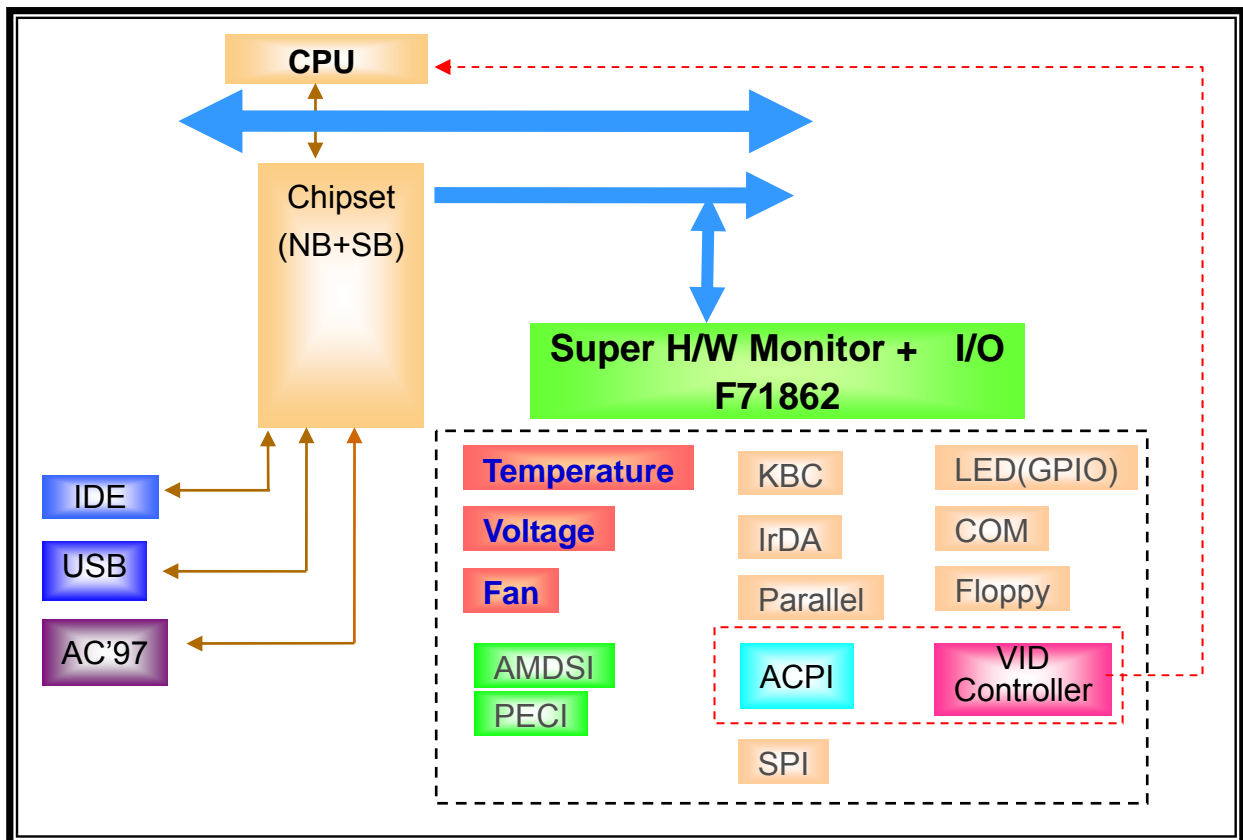 CPU
Chipset
(NB+SB)
Super H/W Monitor + I/O
F71862
IDE
USB
AC’97
Temperature
Voltage
Fan
AMDSI
PECI
KBC
IrDA
Parallel
ACPI
SPI
LED(GPIO)
COM
Floppy
VID
Controller